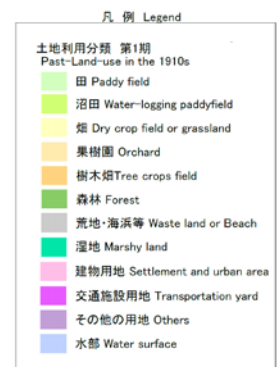 凡 例 Legend
土地利用分類 第1期
Past-Land-use in the 1910s
田 Paddy field
沼田 Water-logging paddyfield
畑 Dry crop field or grassland
果樹園 Orchard
樹木畑Tree crops field
森林 Forest
荒地・海浜等 Waste land or Beach
湿地 Marshy land
建物用地 Settlement and urban area
交通施設用地 Transportation yard
その他の用地 Others
水部 Water surface